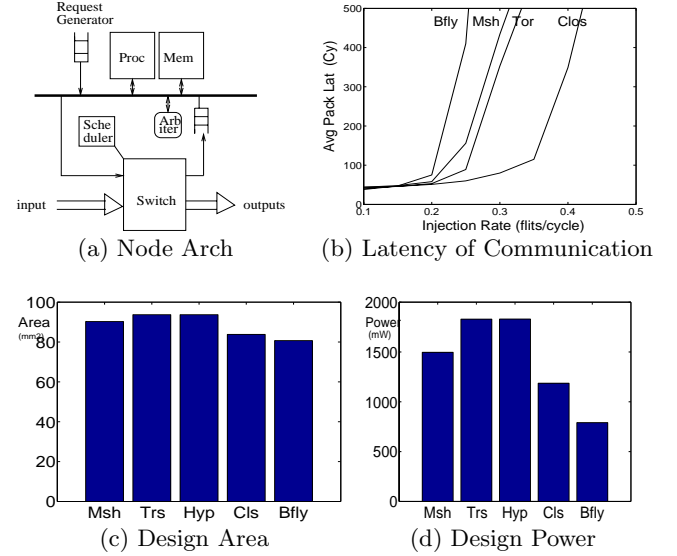 Request
Generator
Proc
Mem
Sche
duler
Arb
iter
input
Switch
outputs
(a) Node Arch
Avg Pack Lat (Cy)
500
400
300
200
100
0
0.1 0.2 0.3 0.4 0.5
Bfly Msh Tor Clos
Injection Rate (flits/cycle)
(b) Latency of Communication
Area
(mm2)
100
80
60
40
20
0
Msh Trs Hyp Cls Bfly
(c) Design Area
Power
(mW)
2000
1500
1000
500
0
Msh Trs Hyp Cls Bfly
(d) Design Power